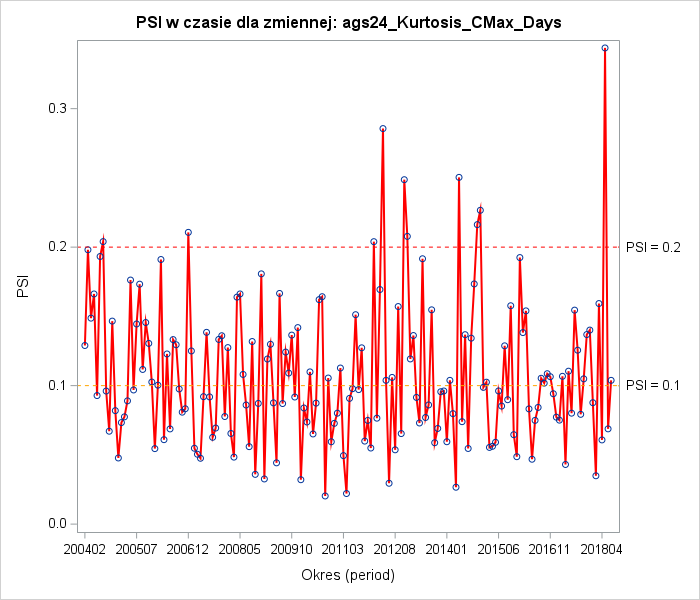 PSI w czasie dla zmiennej: ags24_Kurtosis_CMax_Days
PSI
0.3
0.2
0.1
0.0
PSI = 0.2
PSI = 0.1
200402 200507 200612 200805 200910 201103 201208 201401 201506 201611 201804
Okres (period)